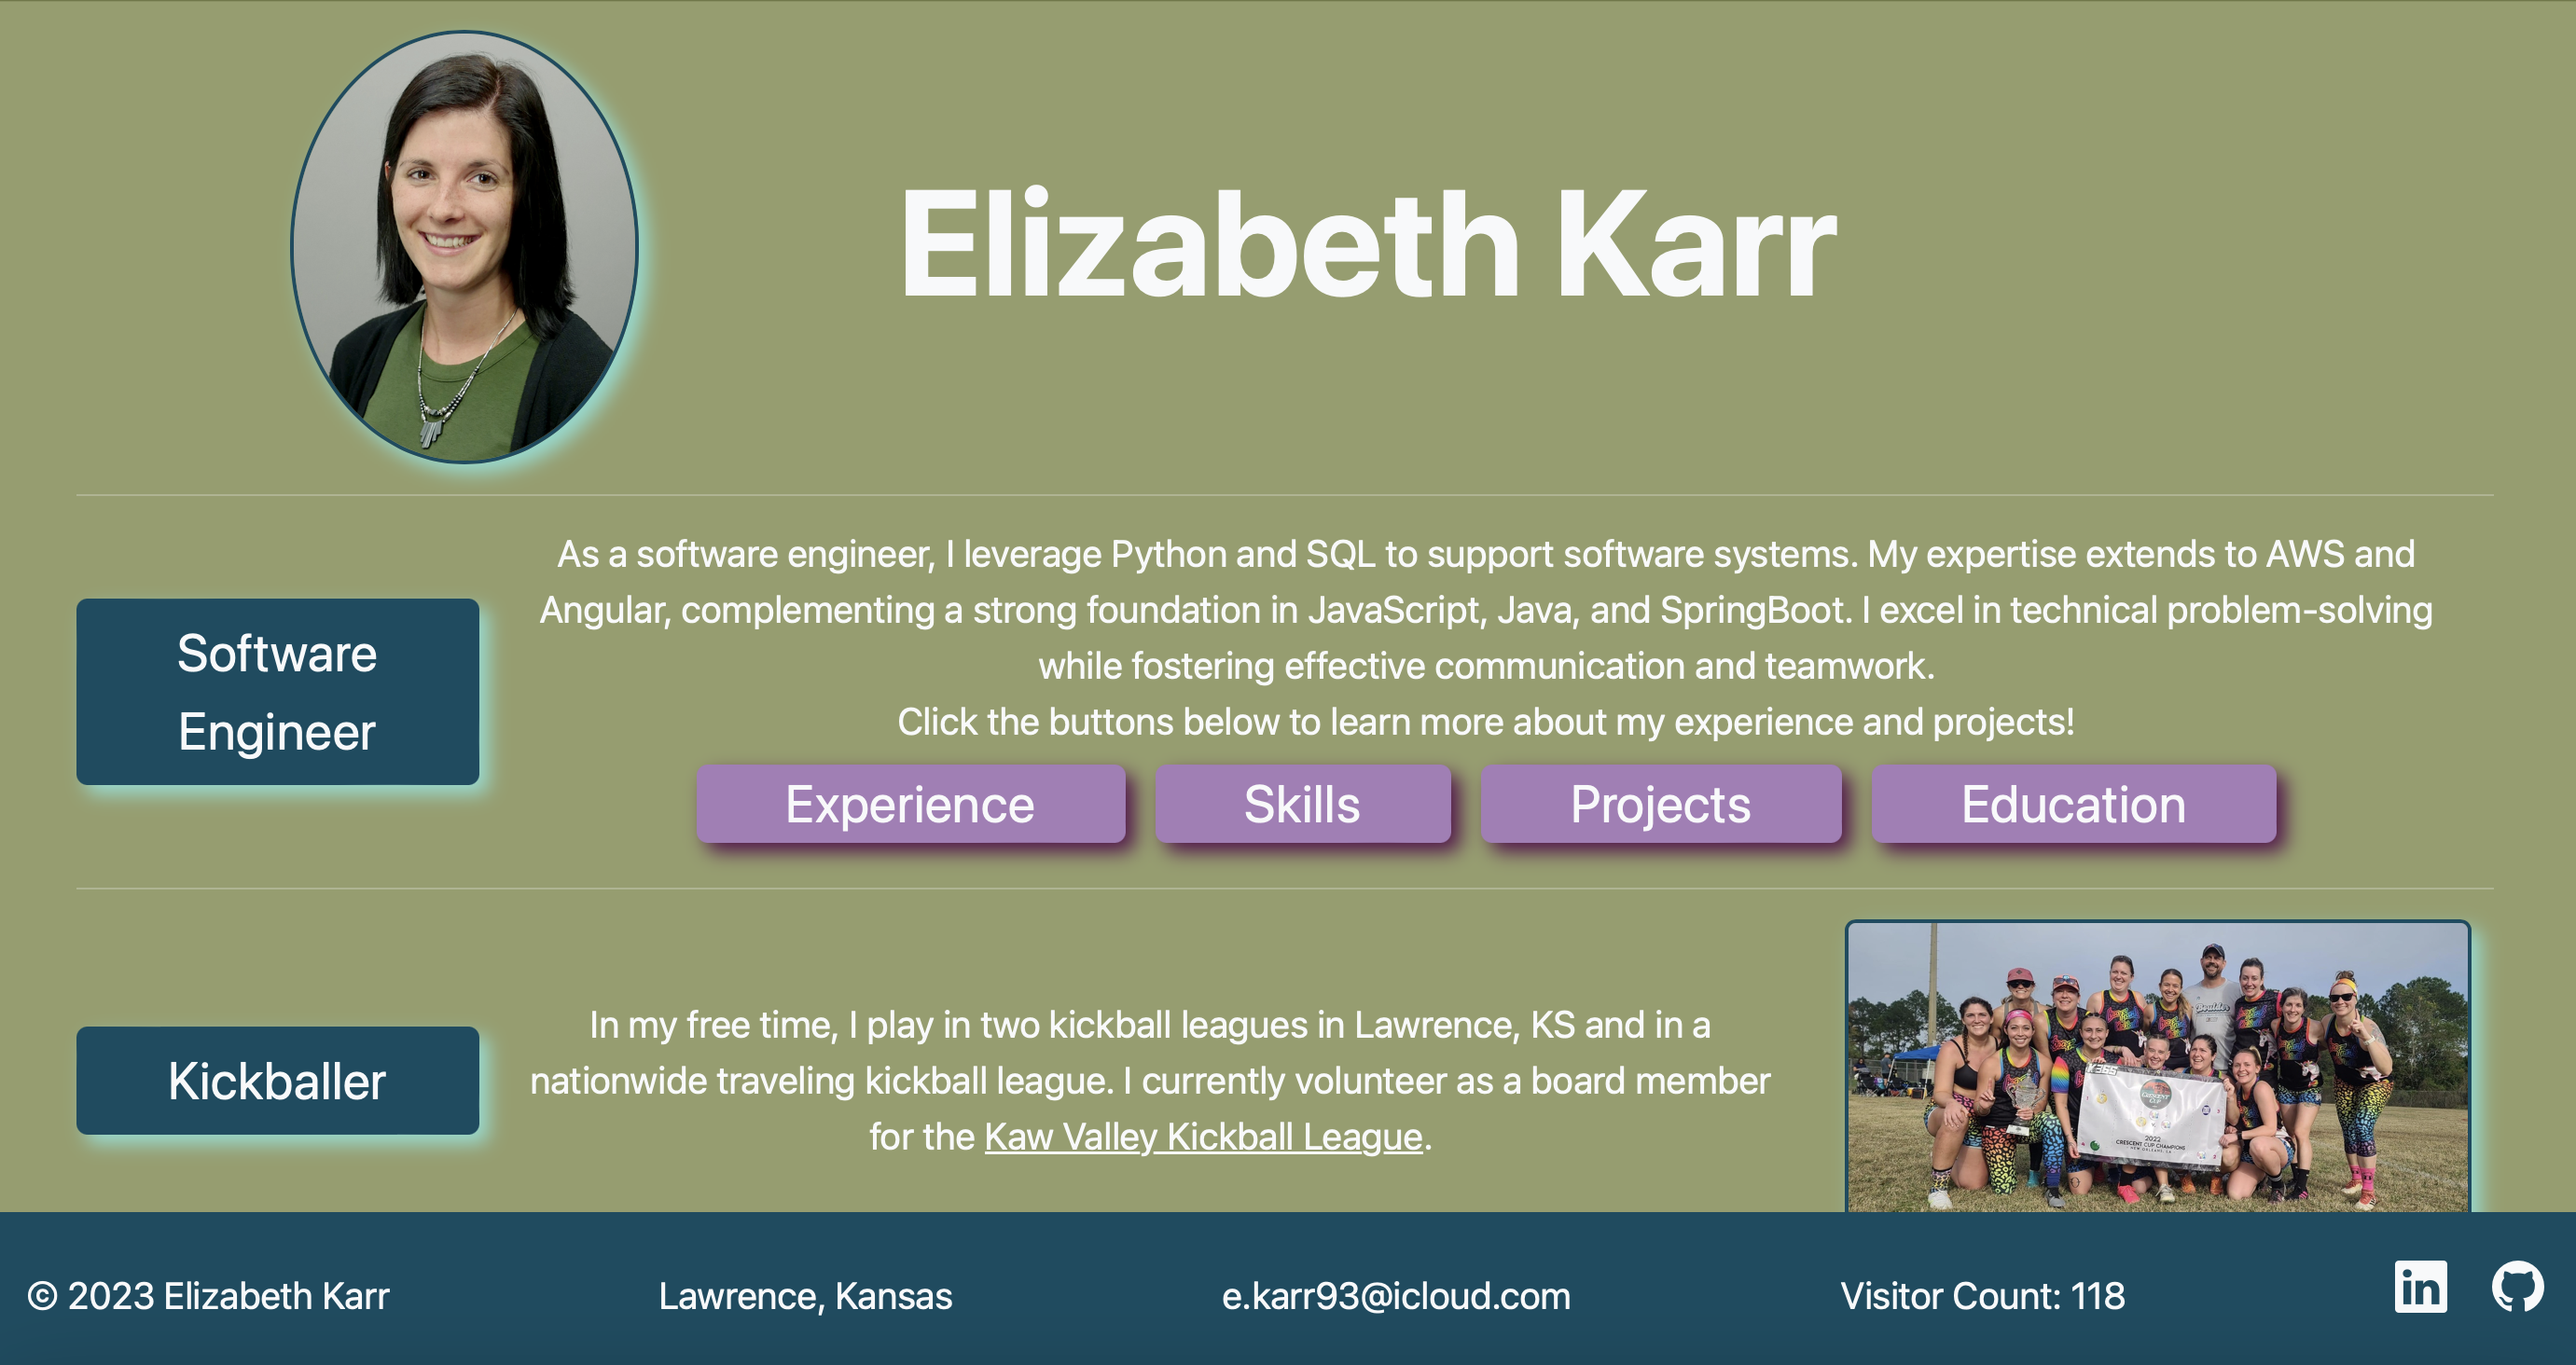 Elizabeth Karr
Software
Engineer
As a software engineer, I leverage Python and SQL to support software systems. My expertise extends to AWS and
Angular, complementing a strong foundation in JavaScript, Java, and SpringBoot. I excel in technical problem-solving
while fostering effective communication and teamwork.
Click the buttons below to learn more about my experience and projects!
Experience Skills Projects Education
Kickballer
In my free time, I play in two kickball leagues in Lawrence, KS and in a
nationwide traveling kickball league. I currently volunteer as a board member
for the Kaw Valley Kickball League.
2022
CRESCENT CUP CHAMPIONS
© 2023 Elizabeth Karr Lawrence, Kansas e.karr93@icloud.com Visitor Count: 118 in